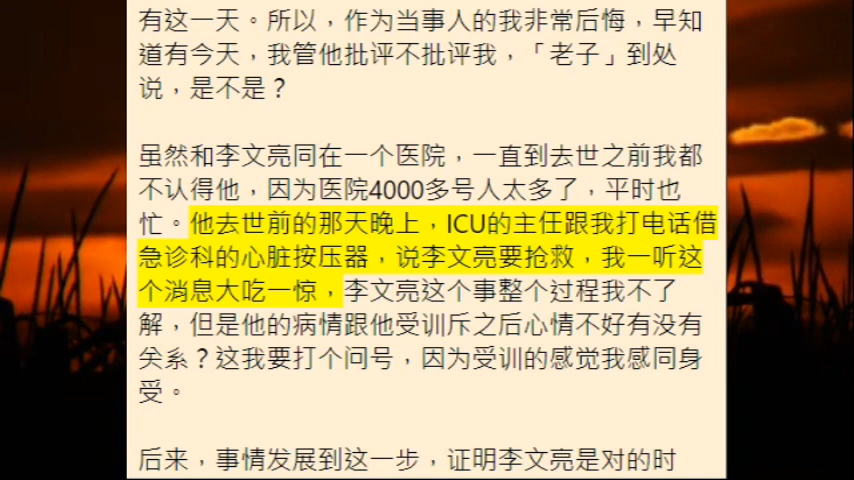 有这一天。所以，作为当事人的我非常后悔，早知
道有今天，我管他批评不批评我，「老子」到处
说，是不是？
虽然和李文亮同在一个医院，一直到去世之前我都
不认得他，因为医院4000多号人太多了，平时也
忙。他去世前的那天晚上，ICU的主任跟我打电话借
急诊科的心脏按压器，说李文亮要抢救，我一听这
个消息大吃一惊，李文亮这个事整个过程我不了
解，但是他的病情跟他受训斥之后心情不好有没有
关系？这我要打个问号，因为受训的感觉我感同身
受。
后来，事情发展到这一步，证明李文亮是对的时